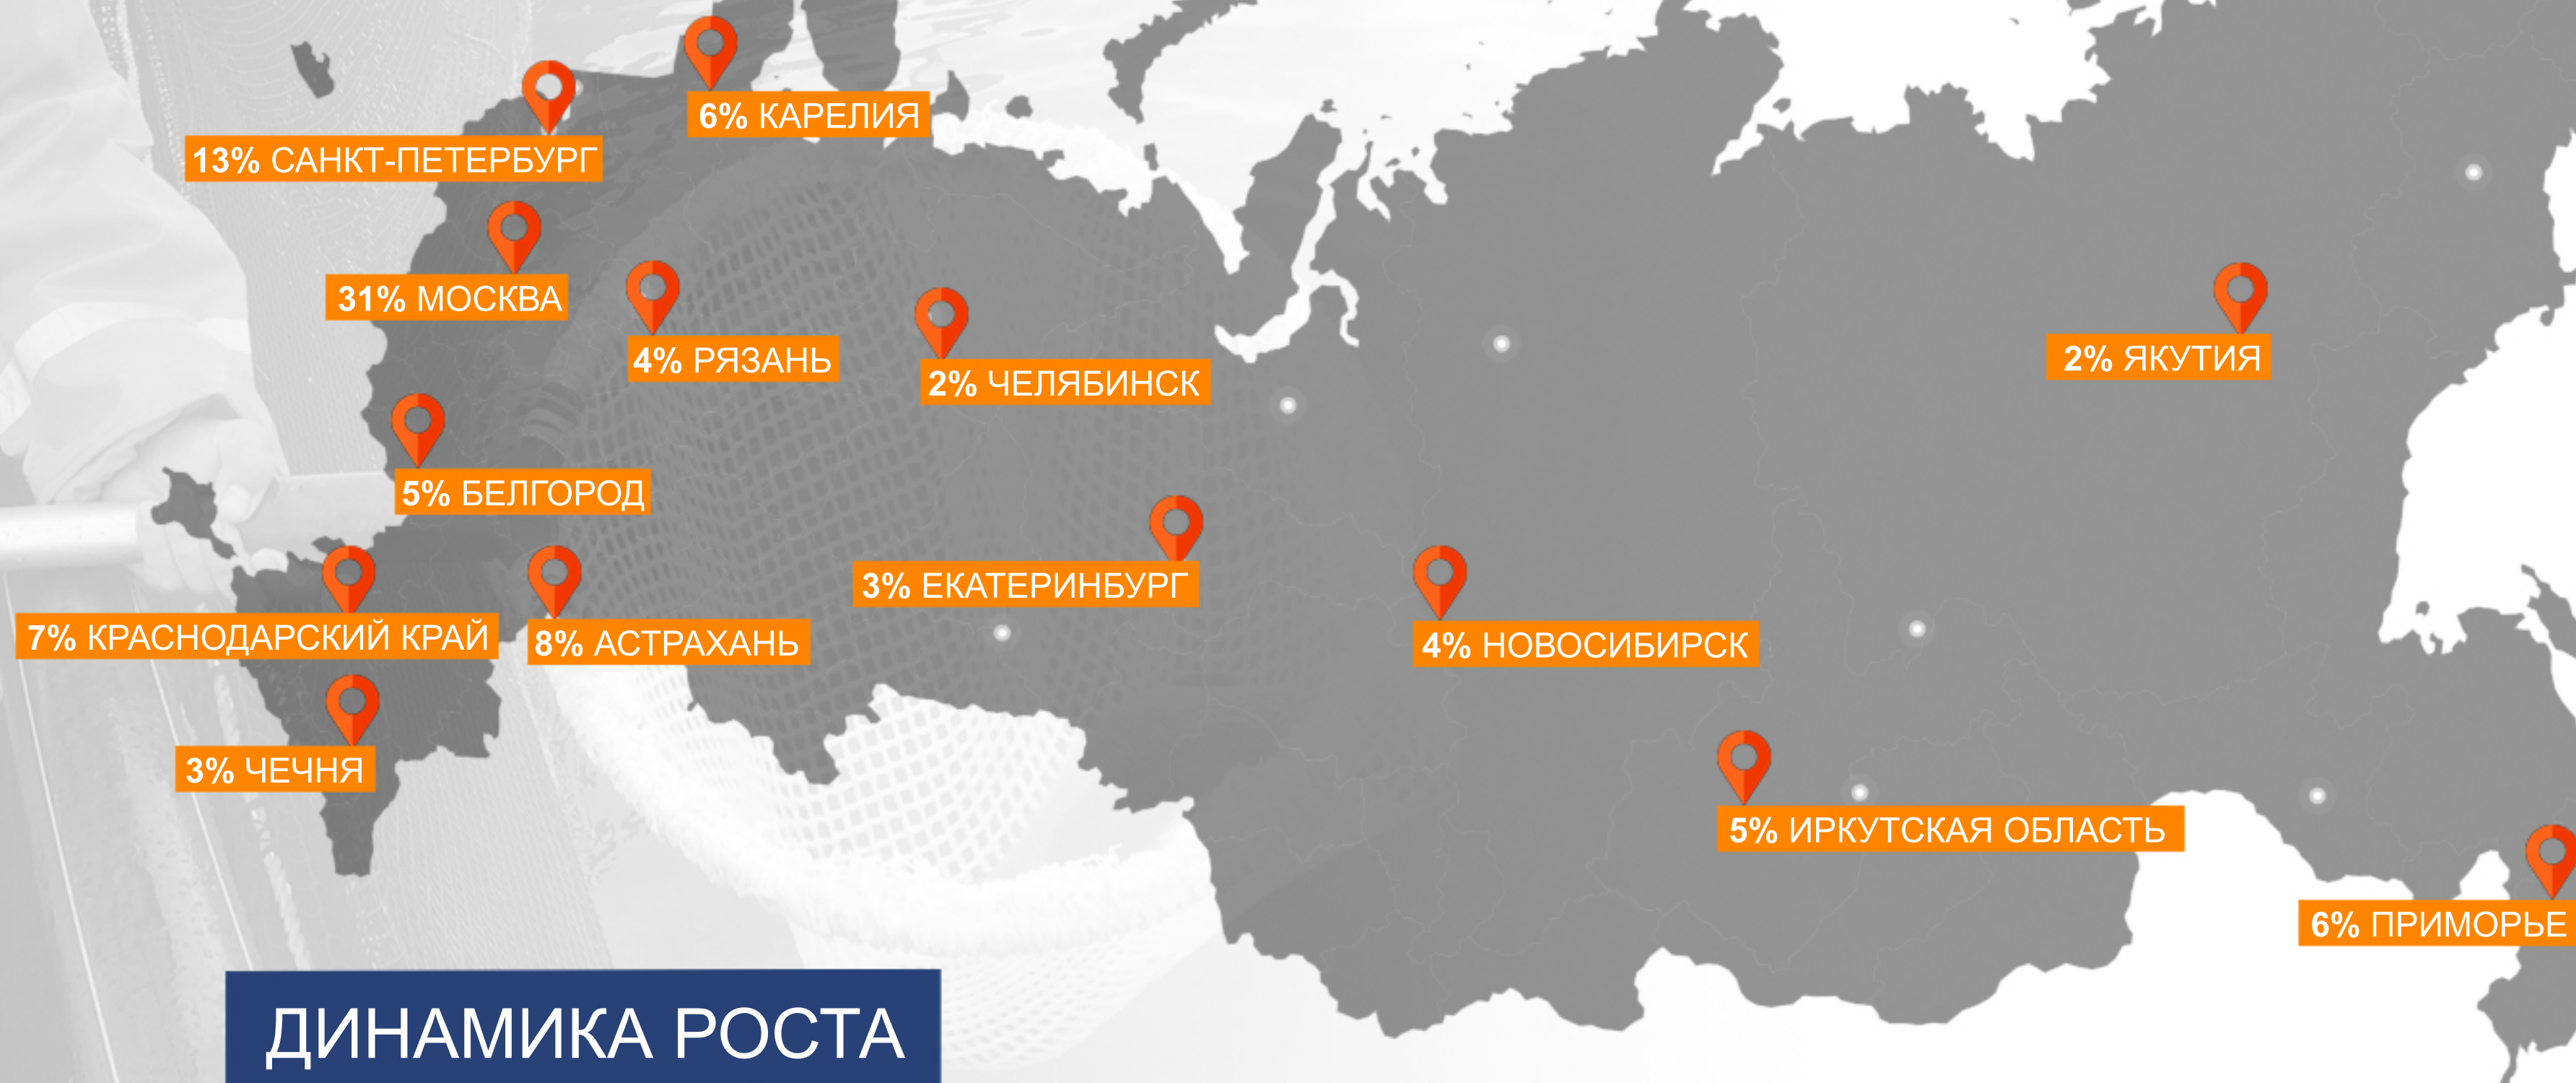 6% КАРЕЛИЯ
13% САНКТ-ПЕТЕРБУРГ
31% МОСКВА
4% РЯЗАНЬ
2% ЧЕЛЯБИНСК
2% ЯКУТИЯ
5% БЕЛГОРОД
3% ЕКАТЕРИНБУРГ
7% КРАСНОДАРСКИЙ КРАЙ
8% АСТРАХАНЬ
4% НОВОСИБИРСК
3% ЧЕЧНЯ
5% ИРКУТСКАЯ ОБЛАСТЬ
6% ПРИМОРЬЕ
ДИНАМИКА РОСТА